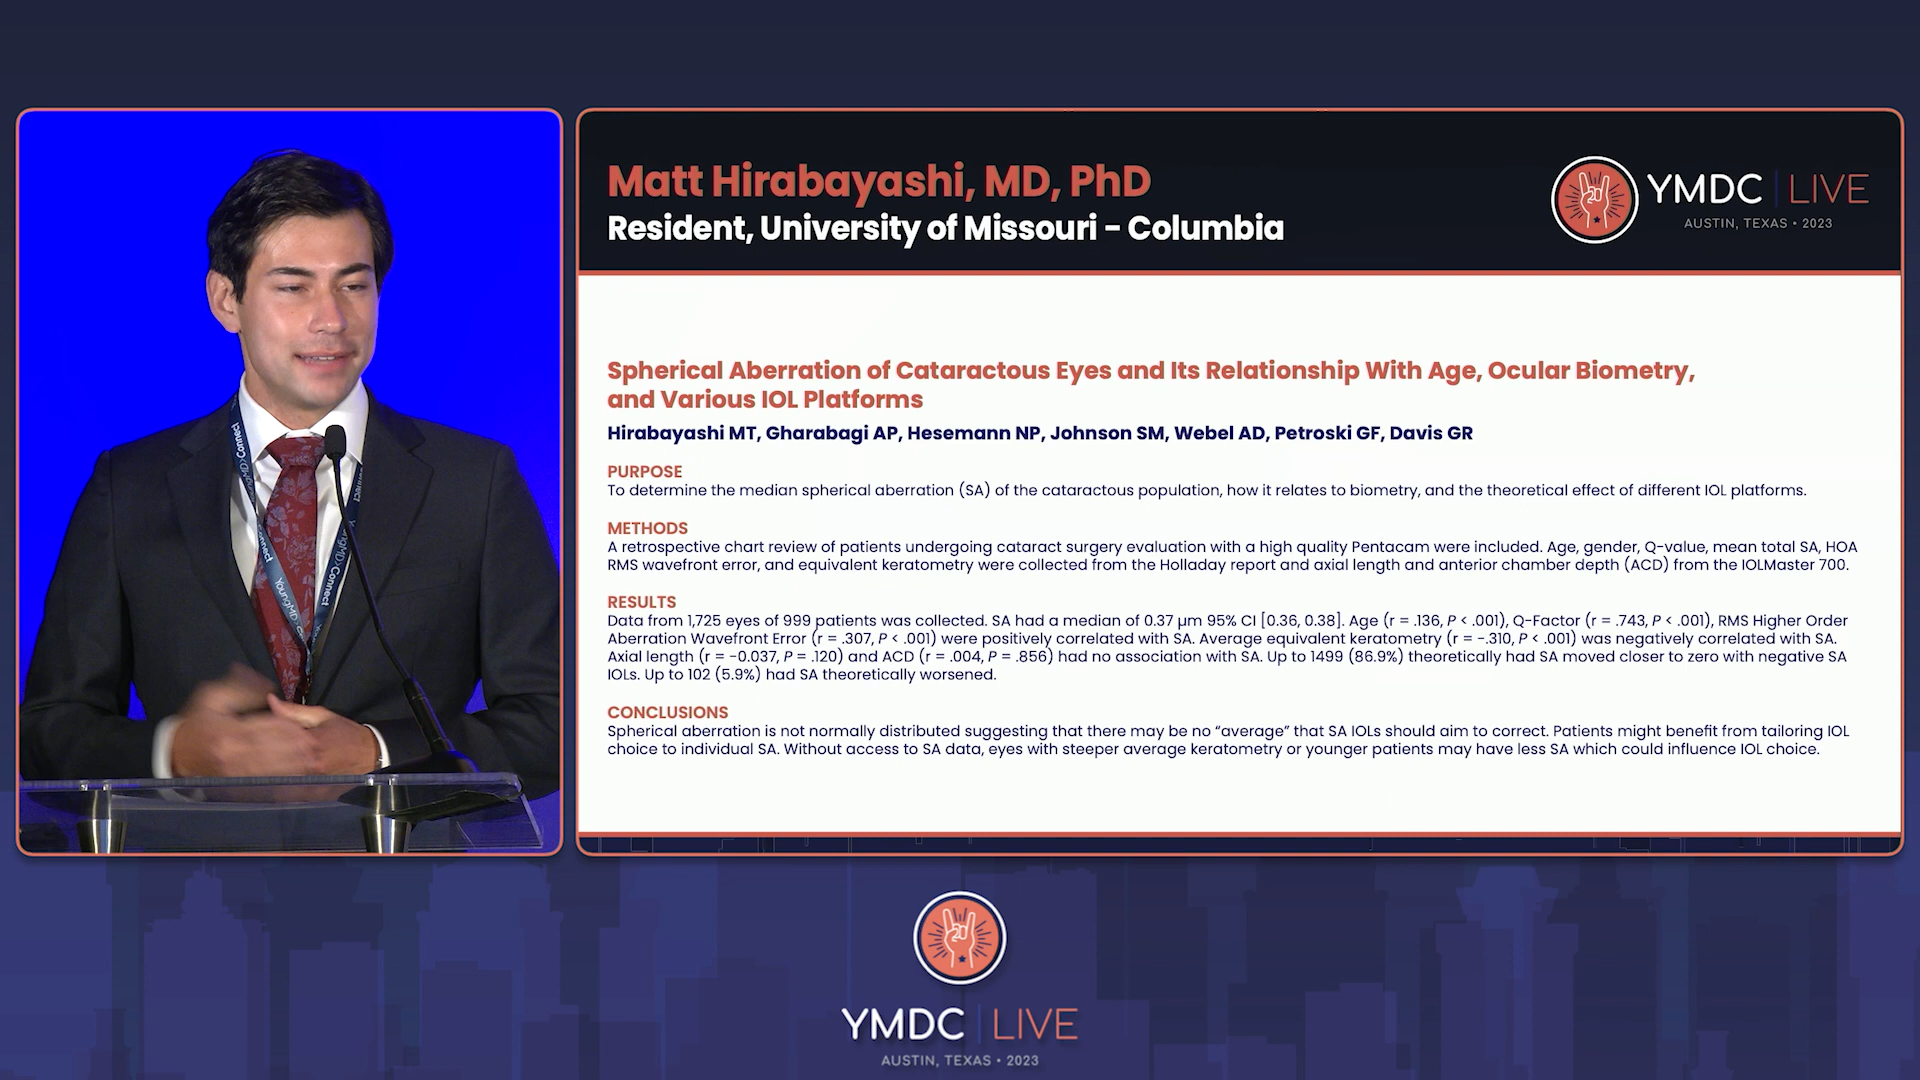 Matt Hirabayashi, MD, PhD
Resident, University of Missouri - Columbia
YMDC | LIVE
AUSTIN, TEXAS • 2023
Spherical Aberration of Cataractous Eyes and Its Relationship With Age, Ocular Biometry,
and Various IOL Platforms
Hirabayashi MT, Gharabagi AP, Hesemann NP, Johnson SM, Webel AD, Petroski GF, Davis GR
PURPOSE
To determine the median spherical aberration (SA) of the cataractous population, how it relates to biometry, and the theoretical effect of different IOL platforms.
METHODS
A retrospective chart review of patients undergoing cataract surgery evaluation with a high quality Pentacam were included. Age, gender, Q-value, mean total SA, HOA
RMS wavefront error, and equivalent keratometry were collected from the Holladay report and axial length and anterior chamber depth (ACD) from the IOLMaster 700.
RESULTS
Data from 1,725 eyes of 999 patients was collected. SA had a median of 0.37 µm 95% CI [0.36, 0.38]. Age (r = .136, P < .001), Q-Factor (r = .743, P < .001), RMS Higher Order
Aberration Wavefront Error (r = .307, P < .001) were positively correlated with SA. Average equivalent keratometry (r = -.310, P < .001) was negatively correlated with SA.
Axial length (r = -0.037, P = .120) and ACD (r = .004, P = .856) had no association with SA. Up to 1499 (86.9%) theoretically had SA moved closer to zero with negative SA
IOLs. Up to 102 (5.9%) had SA theoretically worsened.
CONCLUSIONS
Spherical aberration is not normally distributed suggesting that there may be no “average” that SA IOLs should aim to correct. Patients might benefit from tailoring IOL
choice to individual SA. Without access to SA data, eyes with steeper average keratometry or younger patients may have less SA which could influence IOL choice.
Connect
YoungMD Connect
YMDC | LIVE
AUSTIN, TEXAS • 2023